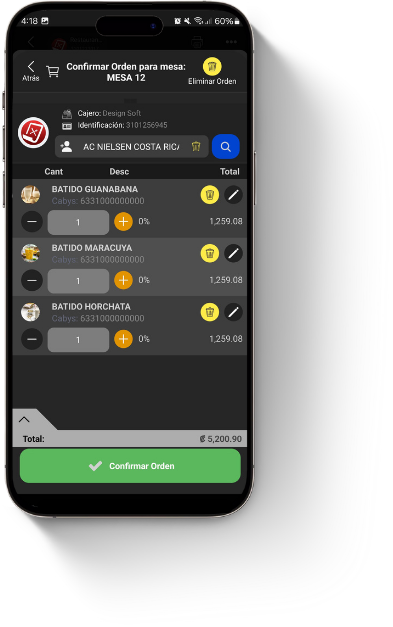 4:18
60%
Confirmar Orden para mesa:
MESA 12
Atrás
Eliminar Orden
Cajero: Design Soft
Identificación: 3101256945
AC NIELSEN COSTA RICA
Cant Desc Total
BATIDO GUANABANA
Cabys: 6331000000000
1 0% 1,259.08
BATIDO MARACUYA
Cabys: 6331000000000
1 0% 1,259.08
BATIDO HORCHATA
Cabys: 6331000000000
1 0% 1,259.08
Total: ₡ 5,200.90
Confirmar Orden